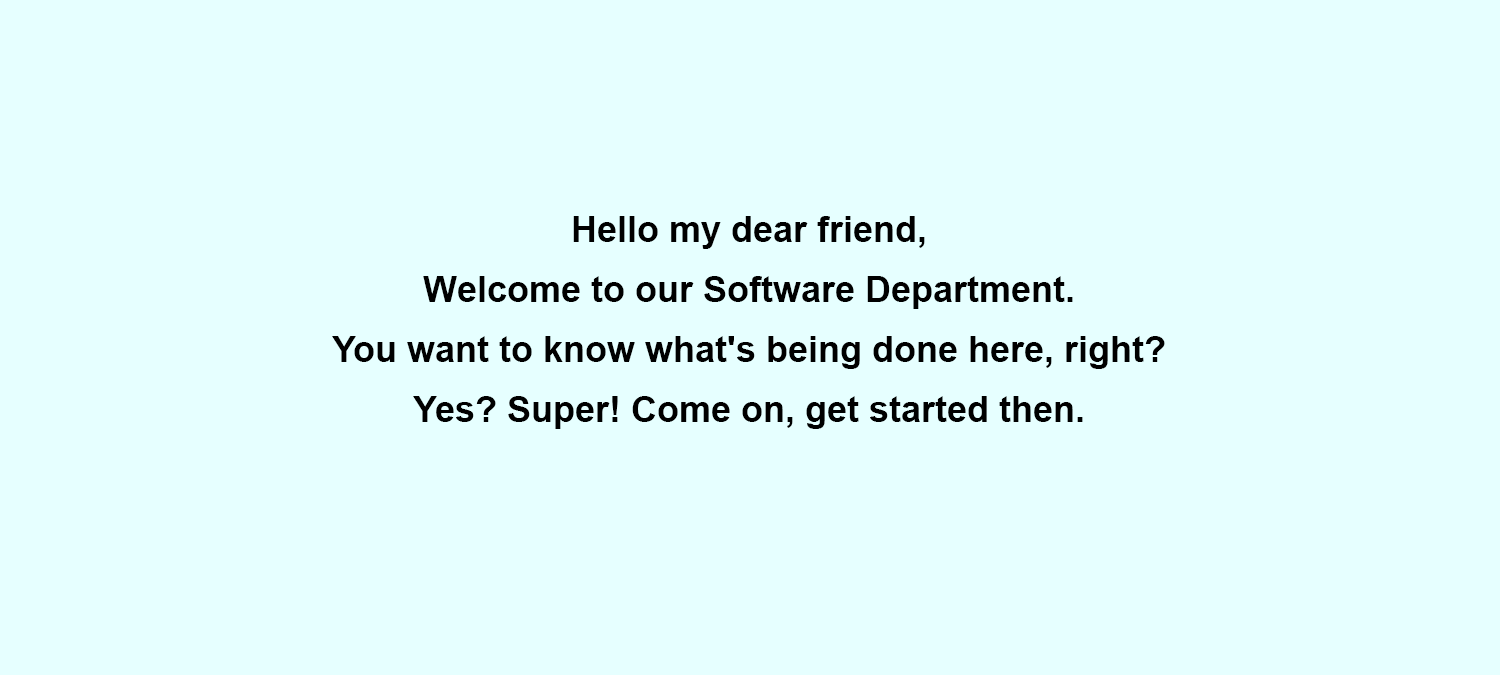 Hello my dear friend,
Welcome to our Software Department.
You want to know what's being done here, right?
Yes? Super! Come on, get started then.